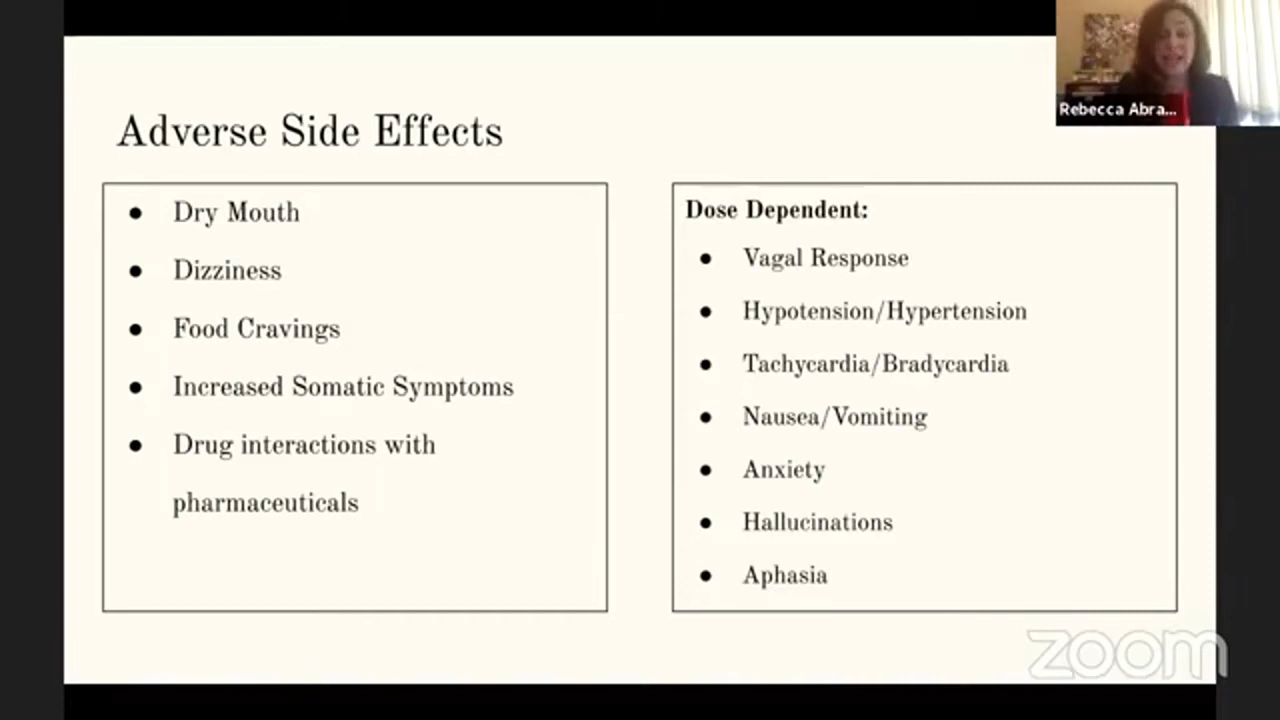 Rebecca Abra...
Adverse Side Effects
● Dry Mouth
● Dizziness
● Food Cravings
● Increased Somatic Symptoms
● Drug interactions with
pharmaceuticals
Dose Dependent:
● Vagal Response
● Hypotension/Hypertension
● Tachycardia/Bradycardia
● Nausea/Vomiting
● Anxiety
● Hallucinations
● Aphasia
zoom